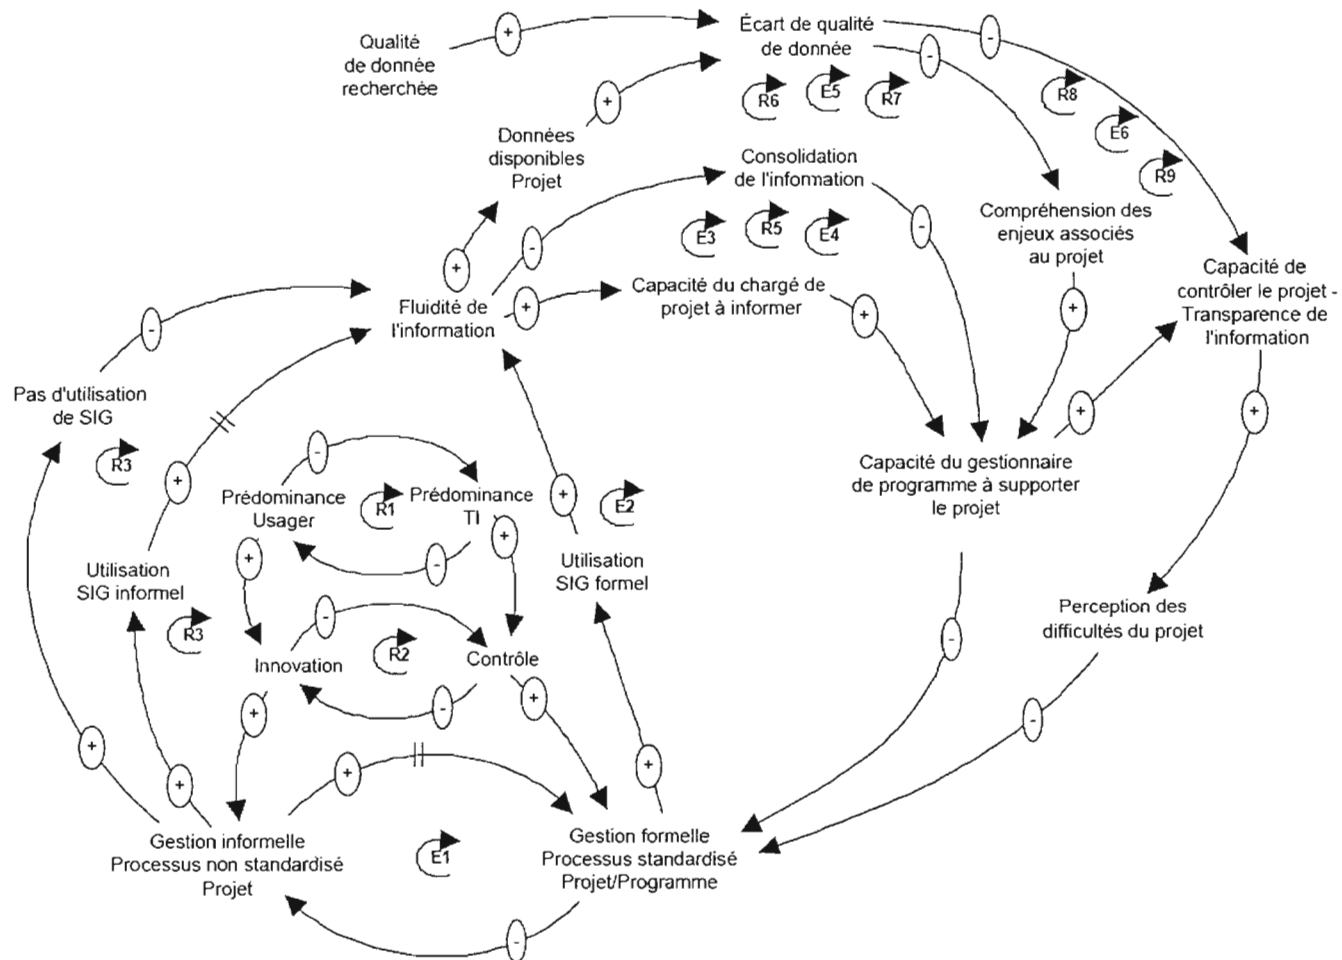 Qualité
de donnée
recherchée
+
Écart de qualité
de donnée
-
-
R6
E5
R7
R8
E6
R9
+
Données
disponibles
Projet
Consolidation
de l'information
-
-
E3
R5
E4
Compréhension des
enjeux associés
au projet
+
Fluidité de
l'information
+
Capacité du chargé de
projet à informer
+
+
Capacité de
contrôler le projet -
Transparence de
l'information
-
Pas d'utilisation
de SIG
R3
+
+
+
Capacité du gestionnaire
de programme à supporter
le projet
-
Prédominance
Usager
R1
Prédominance
TI
+
E2
+
-
+
Utilisation
SIG informel
R3
Utilisation
SIG formel
-
Innovation
R2
Contrôle
-
Perception des
difficultés du projet
-
+
+
-
+
+
+
+
Gestion informelle
Processus non standardisé
Projet
E1
Gestion formelle
Processus standardisé
Projet/Programme
-